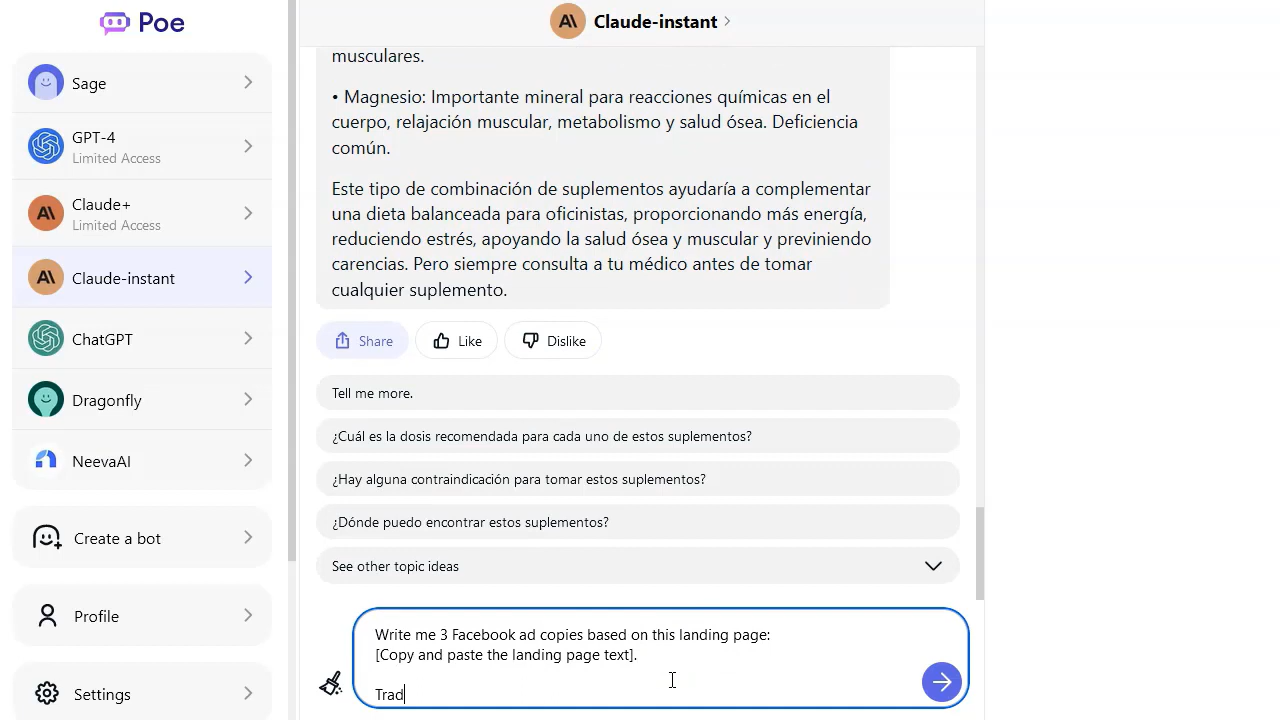 Poe
Sage
GPT-4
Limited Access
Claude+
Limited Access
Claude-instant
ChatGPT
Dragonfly
NeevaAI
Create a bot
Profile
Settings
Claude-instant
musculares.
• Magnesio: Importante mineral para reacciones químicas en el
cuerpo, relajación muscular, metabolismo y salud ósea. Deficiencia
común.
Este tipo de combinación de suplementos ayudaría a complementar
una dieta balanceada para oficinistas, proporcionando más energía,
reduciendo estrés, apoyando la salud ósea y muscular y previniendo
carencias. Pero siempre consulta a tu médico antes de tomar
cualquier suplemento.
Share
Like
Dislike
Tell me more.
¿Cuál es la dosis recomendada para cada uno de estos suplementos?
¿Hay alguna contraindicación para tomar estos suplementos?
¿Dónde puedo encontrar estos suplementos?
See other topic ideas
Write me 3 Facebook ad copies based on this landing page:
[Copy and paste the landing page text].
Trad